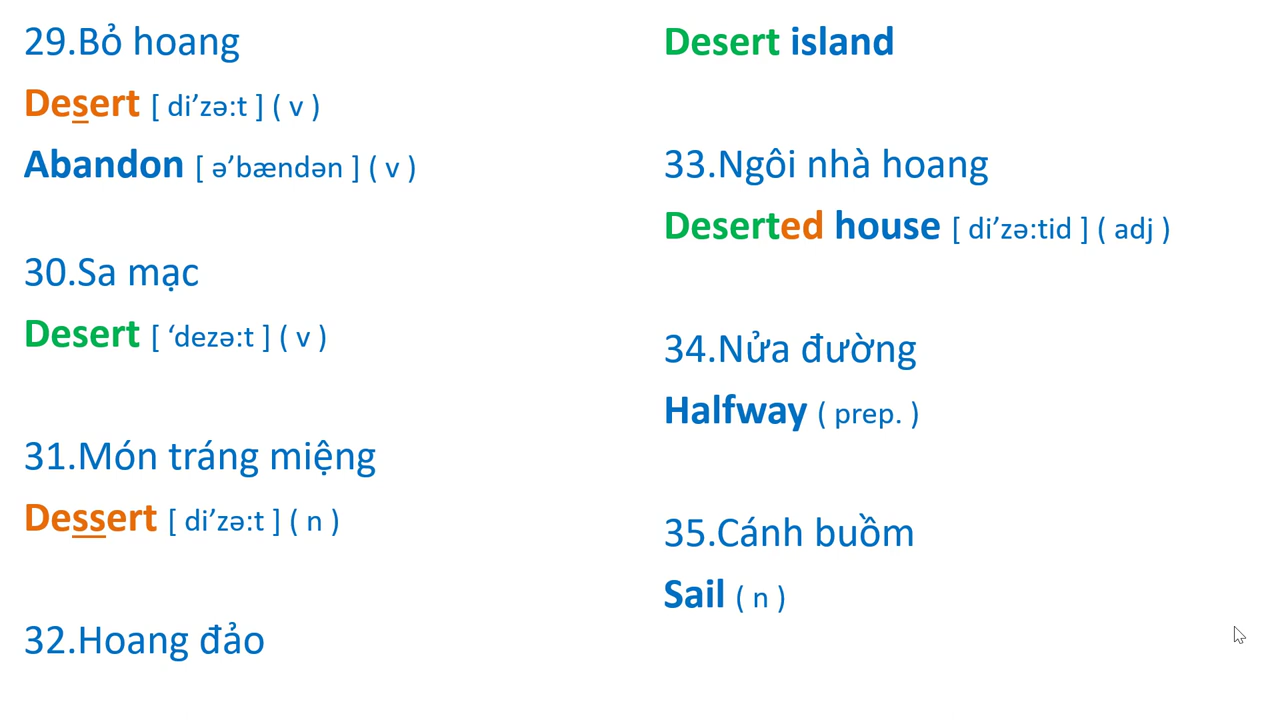 29.Bỏ hoang
Desert [ di’zə:t ] ( v )
Abandon [ ə’bændən ] ( v )
30.Sa mạc
Desert [ ‘dezə:t ] ( v )
31.Món tráng miệng
Dessert [ di’zə:t ] ( n )
32.Hoang đảo
Desert island
33.Ngôi nhà hoang
Deserted house [ di’zə:tid ] ( adj )
34.Nửa đường
Halfway ( prep. )
35.Cánh buồm
Sail ( n )